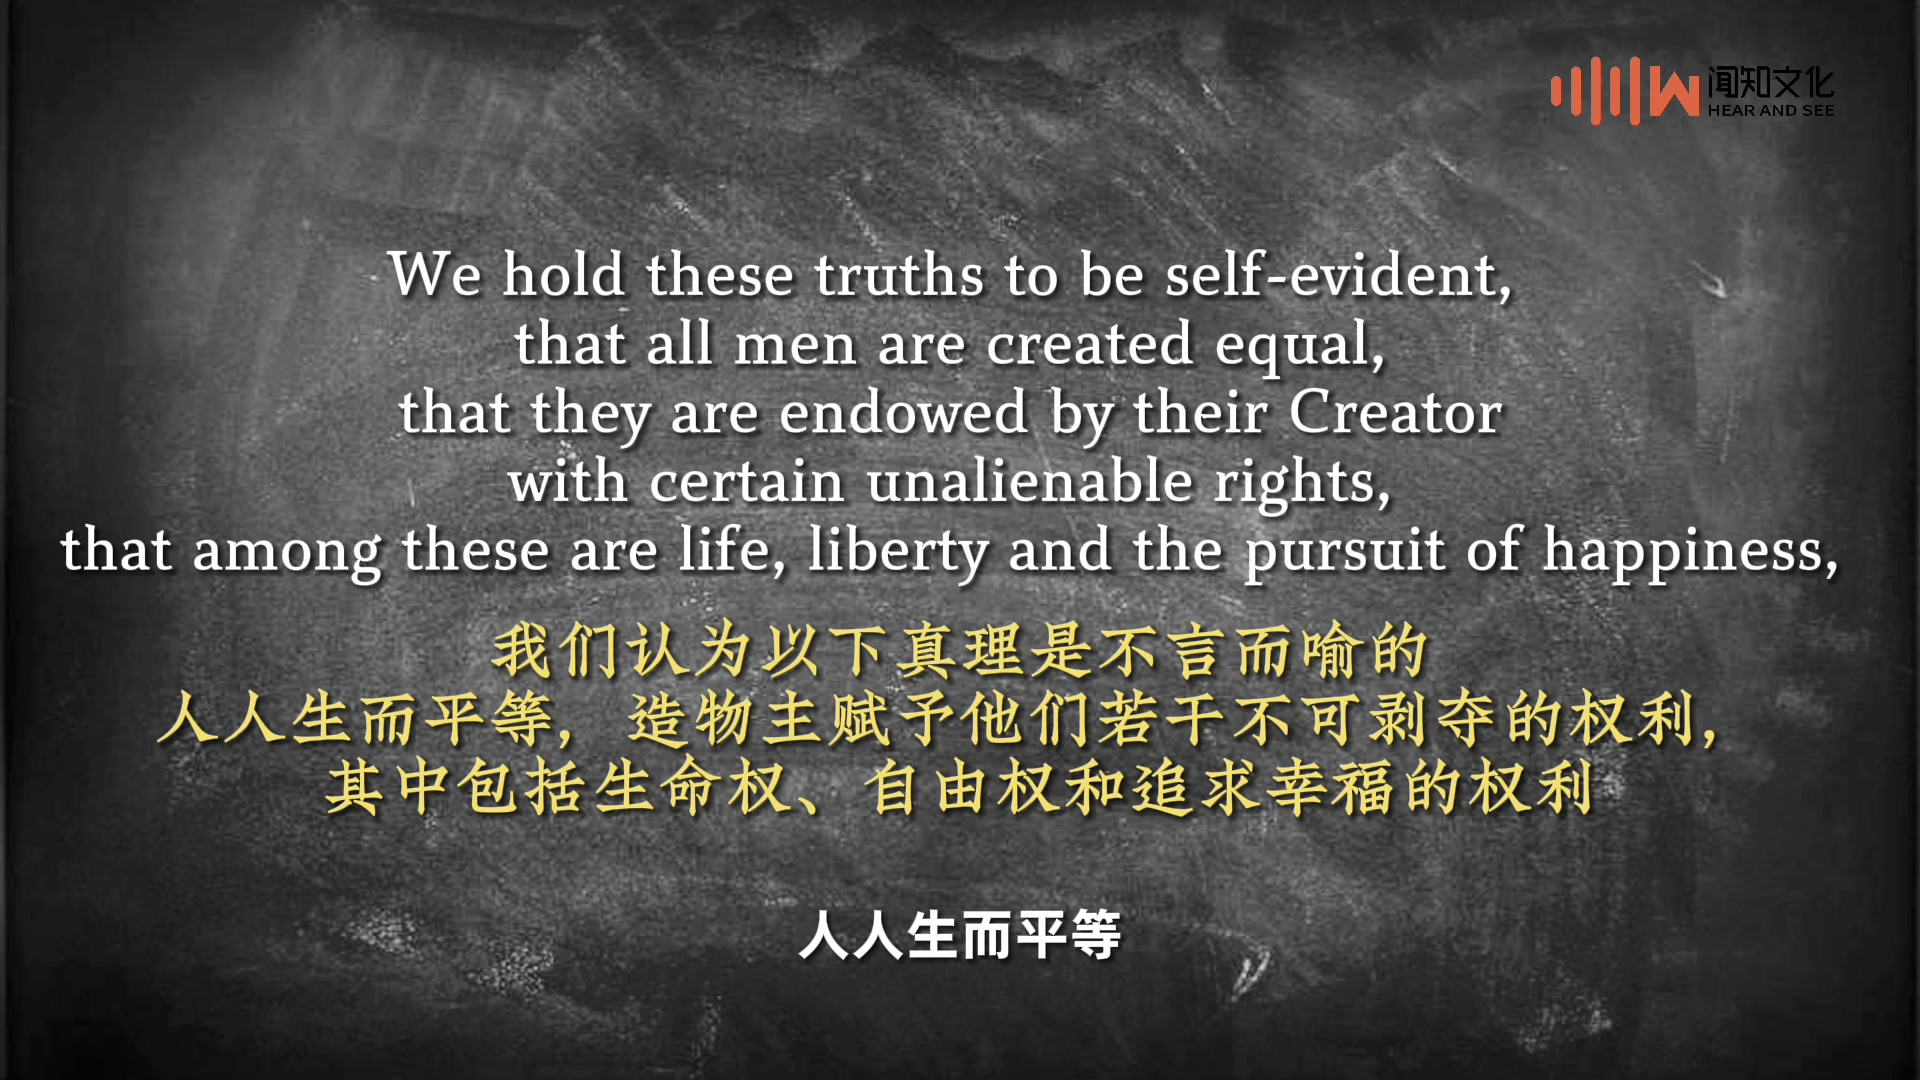 闻知文化
HEAR AND SEE
We hold these truths to be self-evident,
that all men are created equal,
that they are endowed by their Creator
with certain unalienable rights,
that among these are life, liberty and the pursuit of happiness,
我们认为以下真理是不言而喻的
人人生而平等，造物主赋予他们若干不可剥夺的权利，
其中包括生命权、自由权和追求幸福的权利
人人生而平等